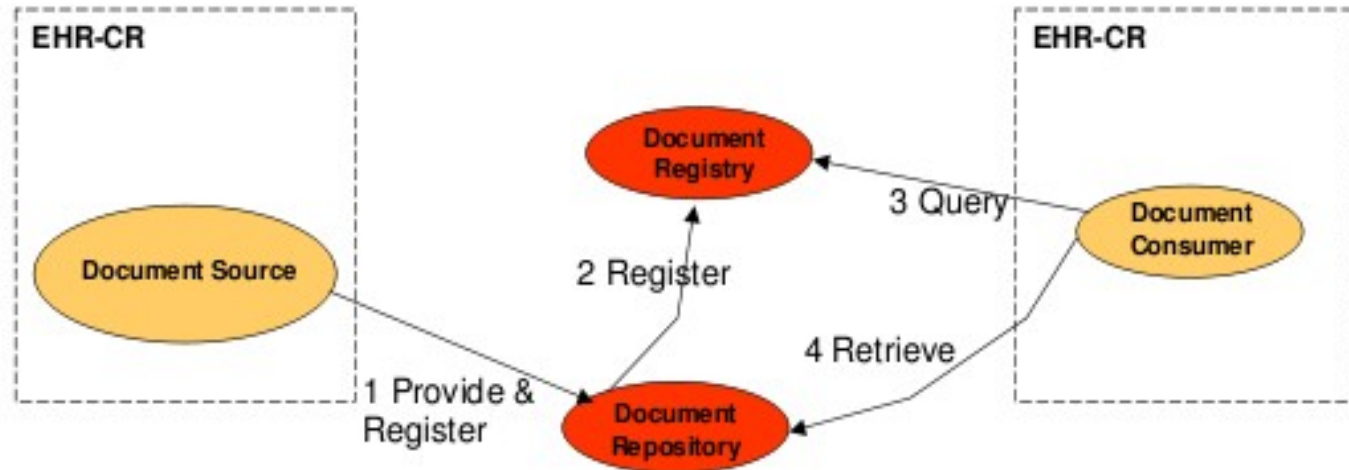 EHR-CR
EHR-CR
Document
Registry
3 Query
Document
Consumer
Document Source
2 Register
4 Retrieve
1 Provide &
Register
Document
Repository